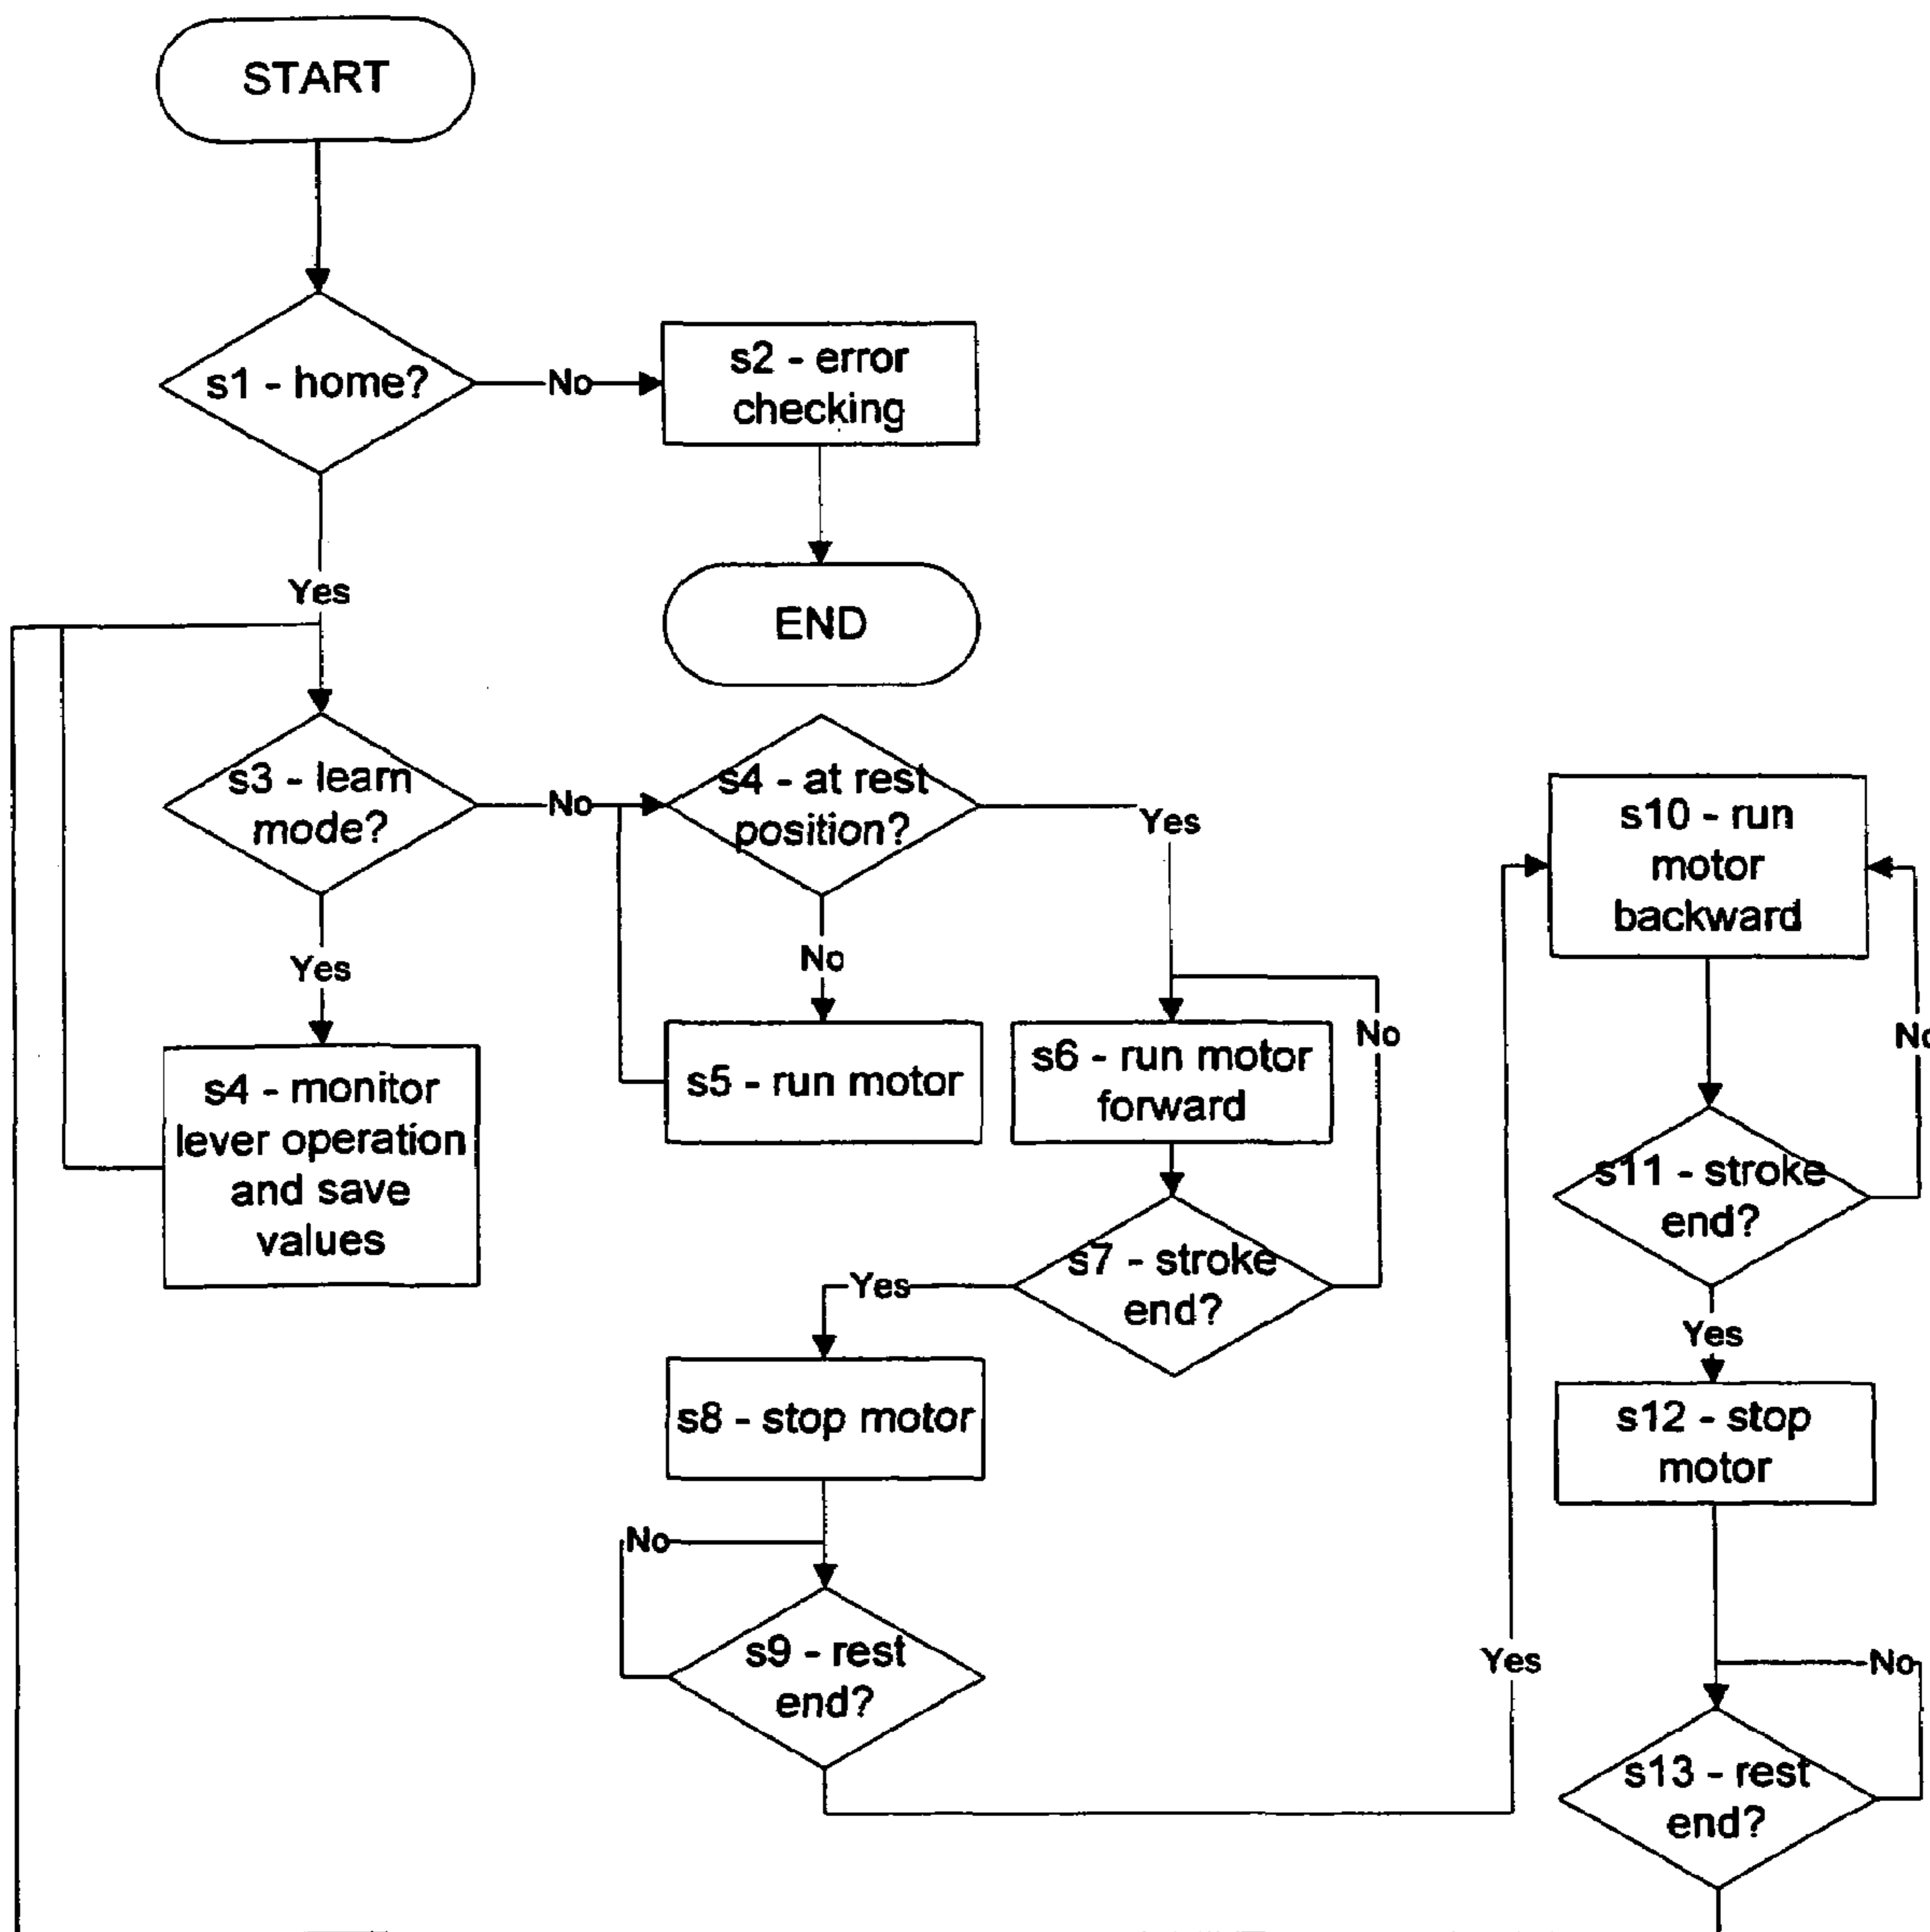 START
s1 - home?
No
s2 - error
checking
END
Yes
s3 - learn
mode?
No
s4 - at rest
position?
Yes
No
s5 - run motor
Yes
s4 - monitor
lever operation
and save
values
s6 - run motor
forward
No
s7 - stroke
end?
Yes
s8 - stop motor
No
s9 - rest
end?
Yes
s10 - run
motor
backward
No
s11 - stroke
end?
Yes
s12 - stop
motor
No
s13 - rest
end?